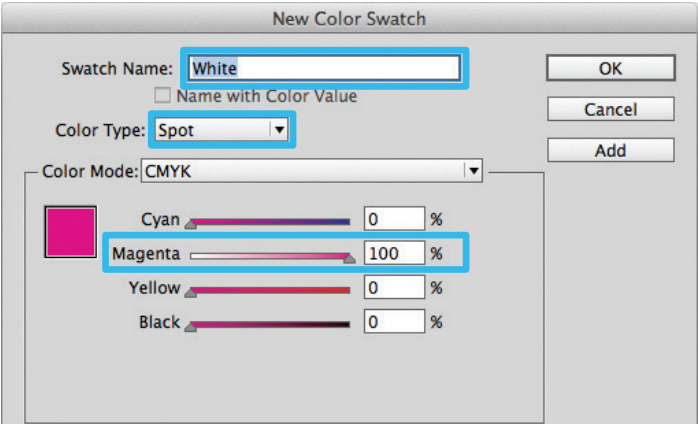 New Color Swatch
Swatch Name: White
OK
Name with Color Value
Cancel
Color Type: Spot
Add
Color Mode: CMYK
Cyan 0 %
Magenta 100 %
Yellow 0 %
Black 0 %